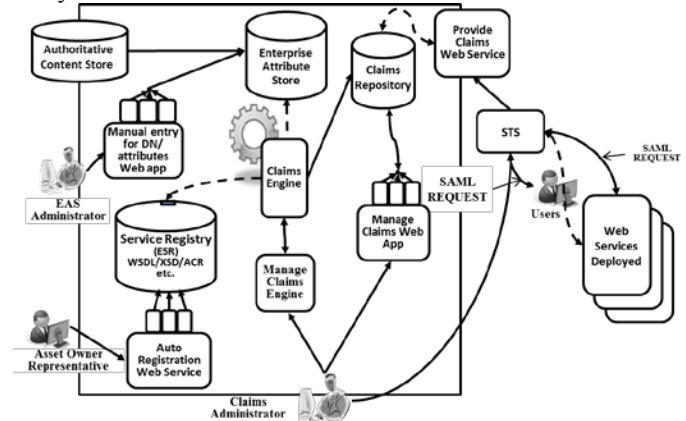 Authoritative
Content Store
Enterprise
Attribute
Store
Claims
Repository
Provide
Claims
Web Service
STS
SAML
REQUEST
Manual entry
for DN/
attributes
Web app
EAS
Administrator
Claims
Engine
SAML
REQUEST
Users
Web
Services
Deployed
Service Registry
(ESR)
WSDL/XSD/ACR
etc.
Manage
Claims Web
App
Manage
Claims
Engine
Asset Owner
Representative
Auto
Registration
Web Service
Claims
Administrator